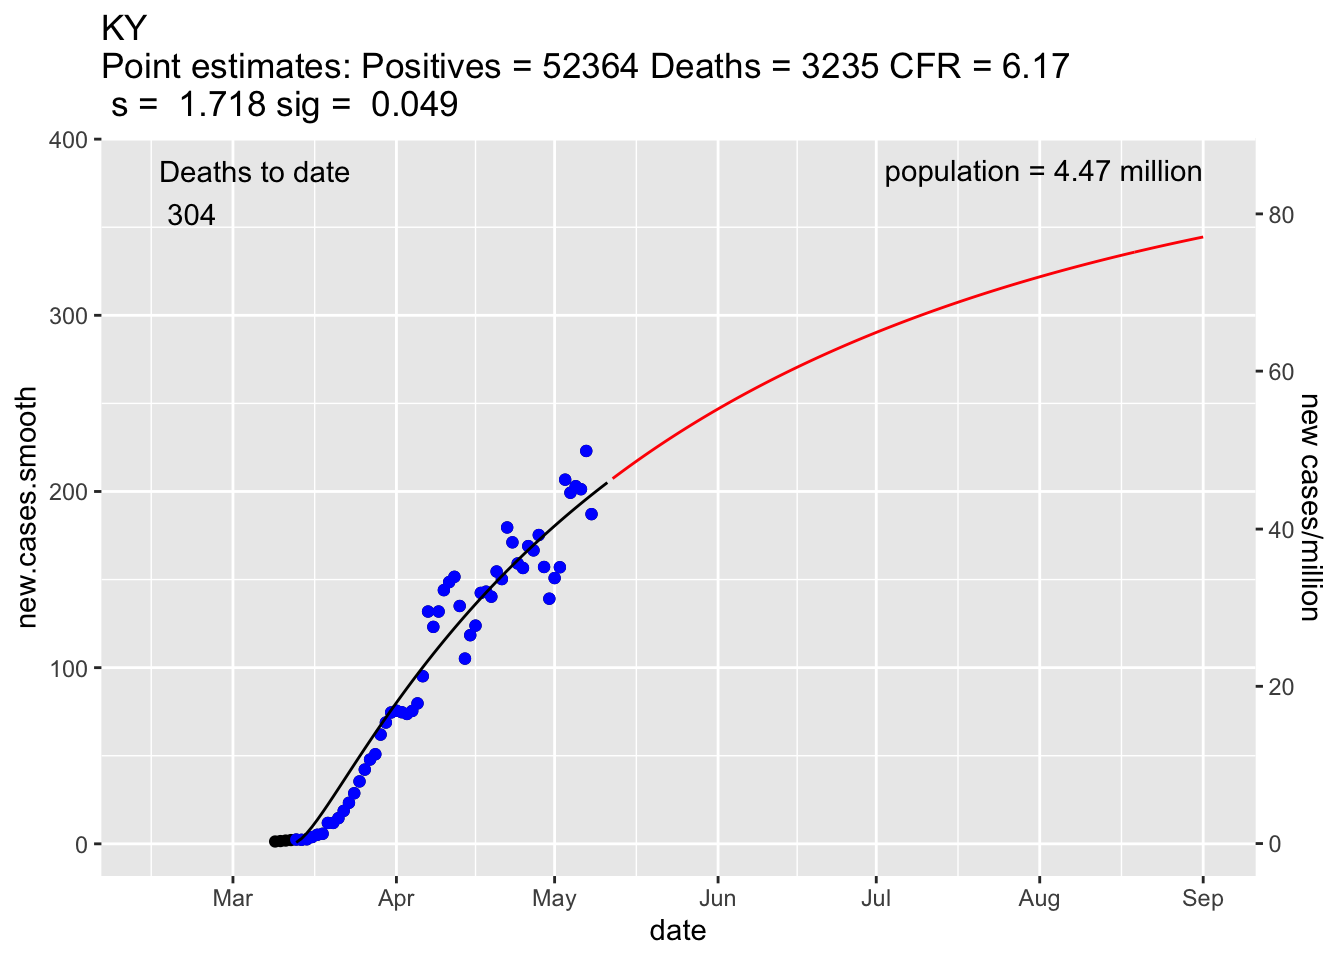 KY
Point estimates: Positives = 52364 Deaths = 3235 CFR = 6.17
s = 1.718 sig = 0.049
Deaths to date
304
population = 4.47 million
400
300
200
100
0
new.cases.smooth
80
60
40
20
0
new cases/million
Mar Apr May Jun Jul Aug Sep
date